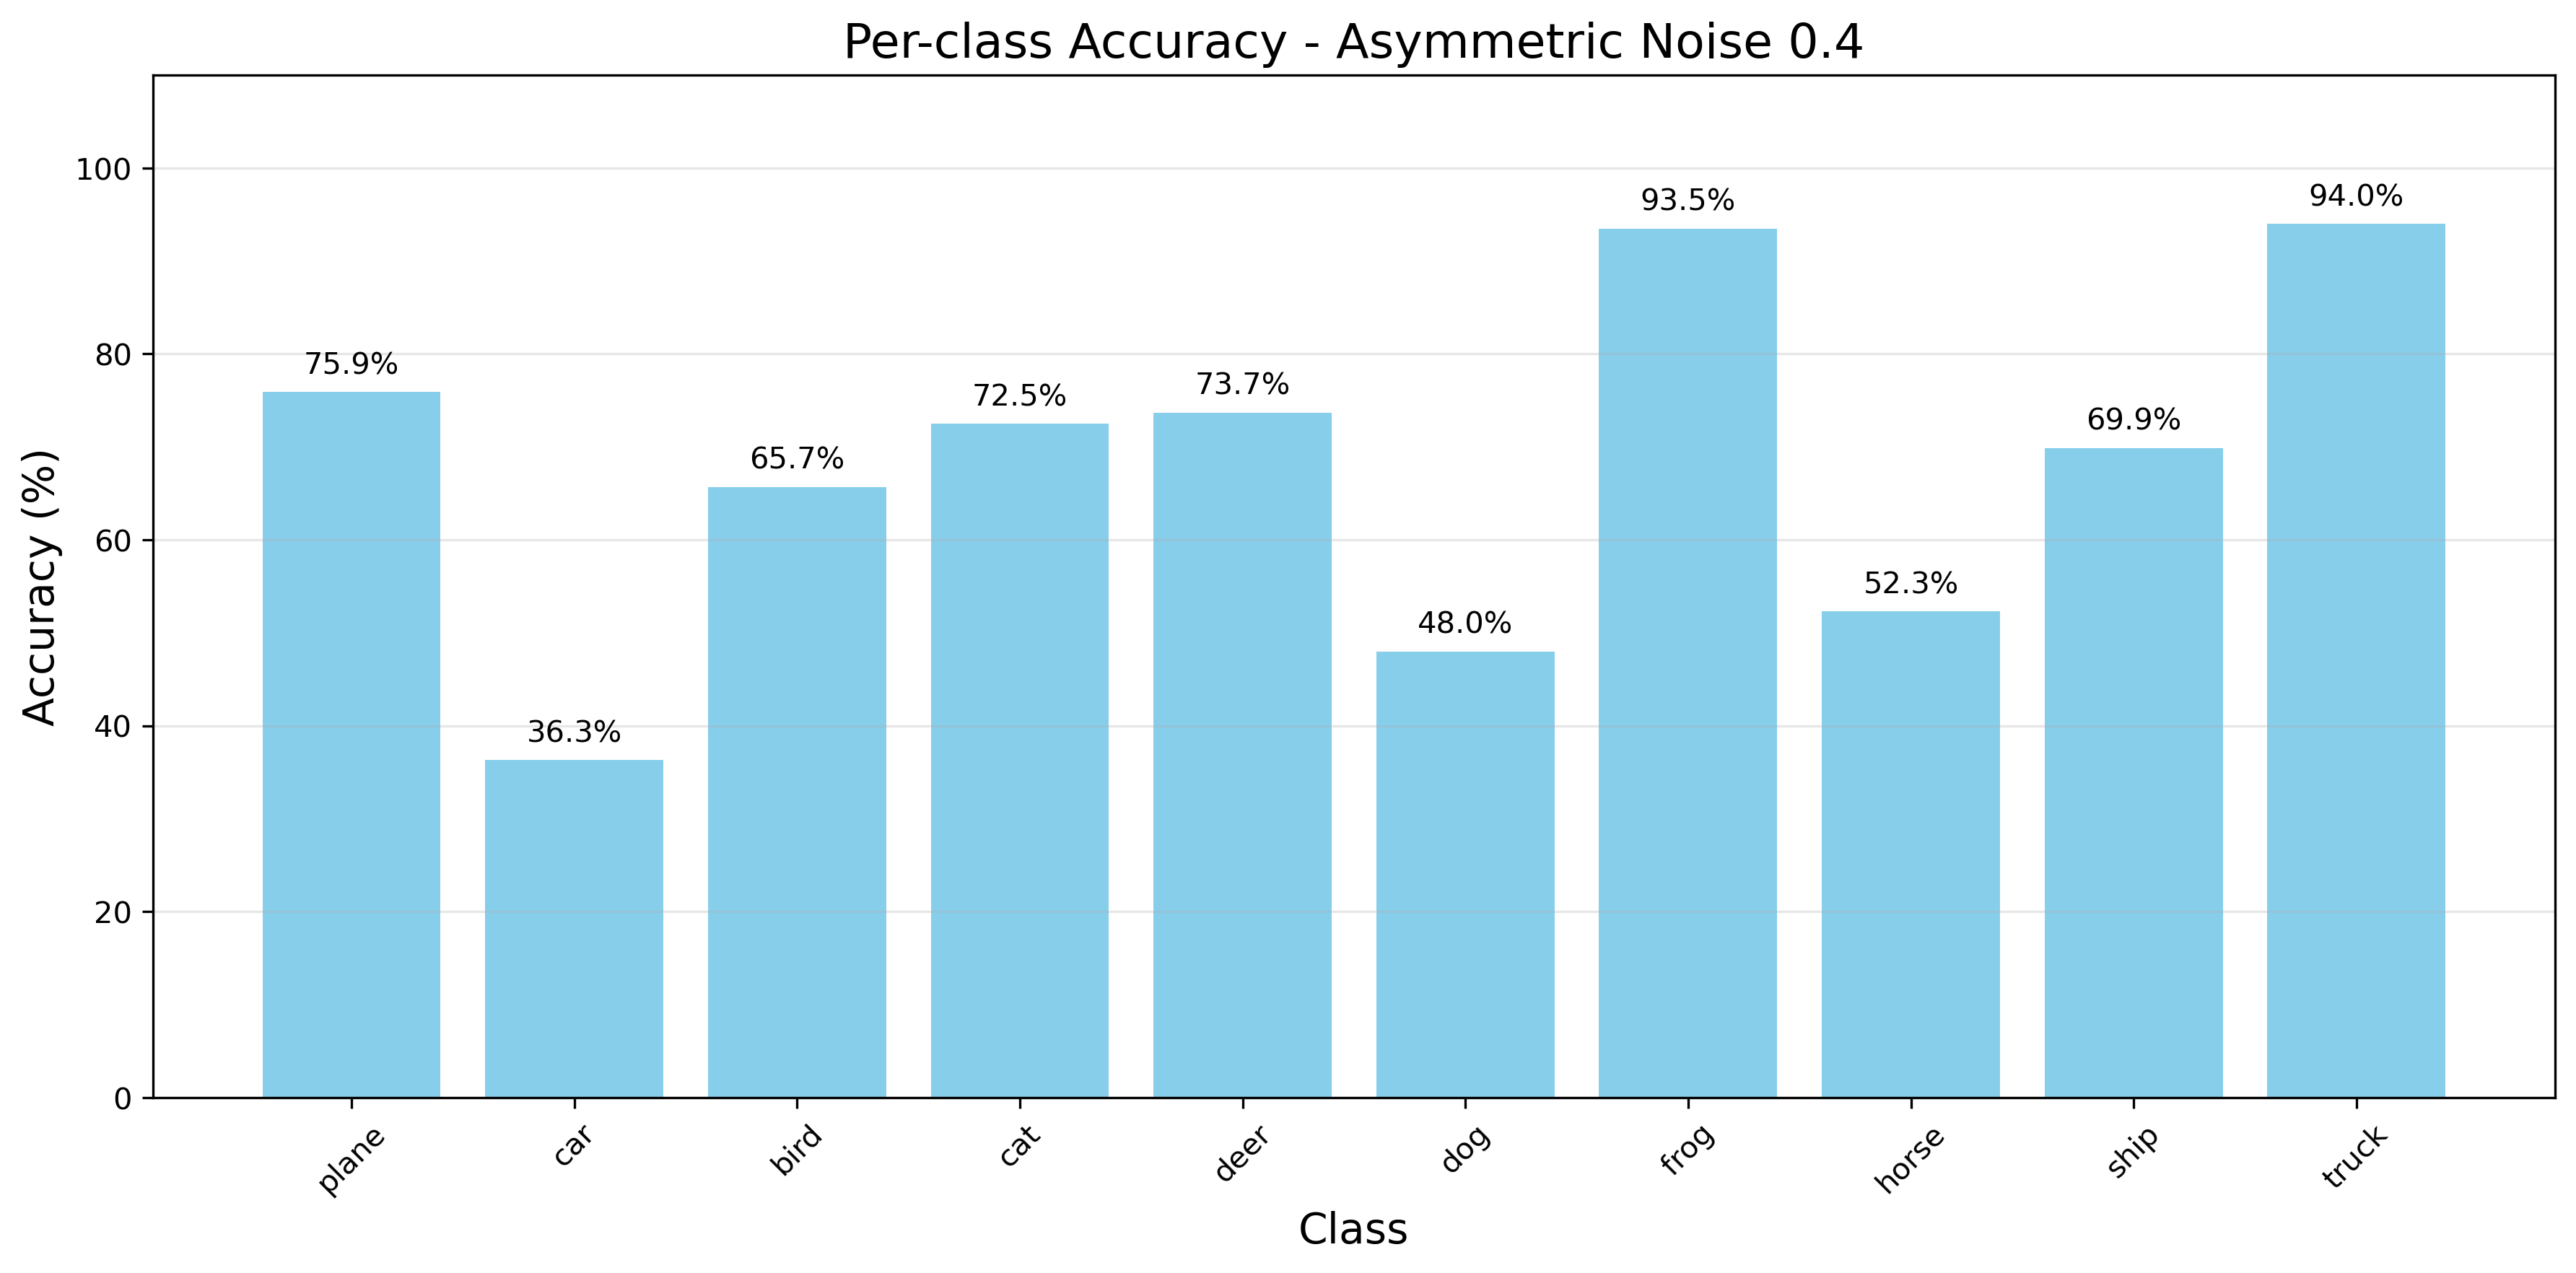 Per-class Accuracy - Asymmetric Noise 0.4
Accuracy (%)
100
80
60
40
20
0
75.9%
36.3%
65.7%
72.5%
73.7%
48.0%
93.5%
52.3%
69.9%
94.0%
plane
car
bird
cat
deer
dog
frog
horse
ship
truck
Class